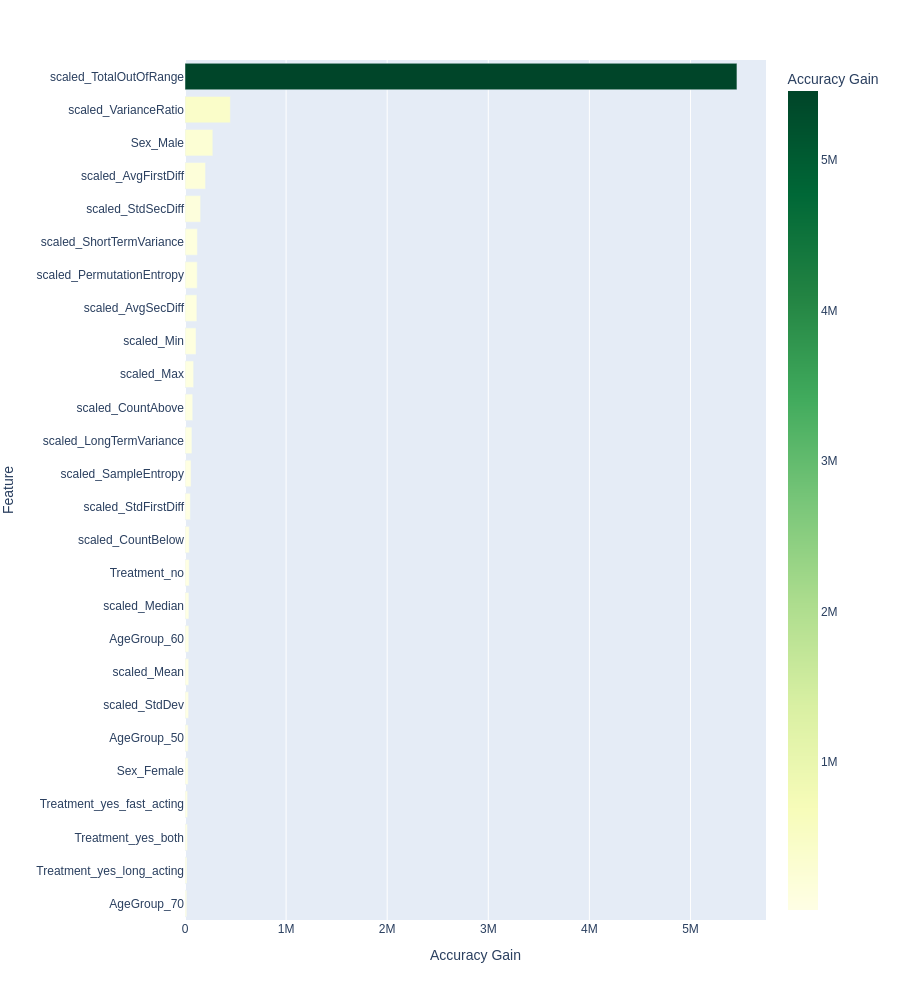 Accuracy Gain
scaled_TotalOutOfRange
scaled_VarianceRatio
Sex_Male
scaled_AvgFirstDiff
scaled_StdSecDiff
scaled_ShortTermVariance
scaled_PermutationEntropy
scaled_AvgSecDiff
scaled_Min
scaled_Max
scaled_CountAbove
scaled_LongTermVariance
scaled_SampleEntropy
scaled_StdFirstDiff
scaled_CountBelow
Treatment_no
scaled_Median
AgeGroup_60
scaled_Mean
scaled_StdDev
AgeGroup_50
Sex_Female
Treatment_yes_fast_acting
Treatment_yes_both
Treatment_yes_long_acting
AgeGroup_70
Feature
0 1M 2M 3M 4M 5M
Accuracy Gain
5M
4M
3M
2M
1M